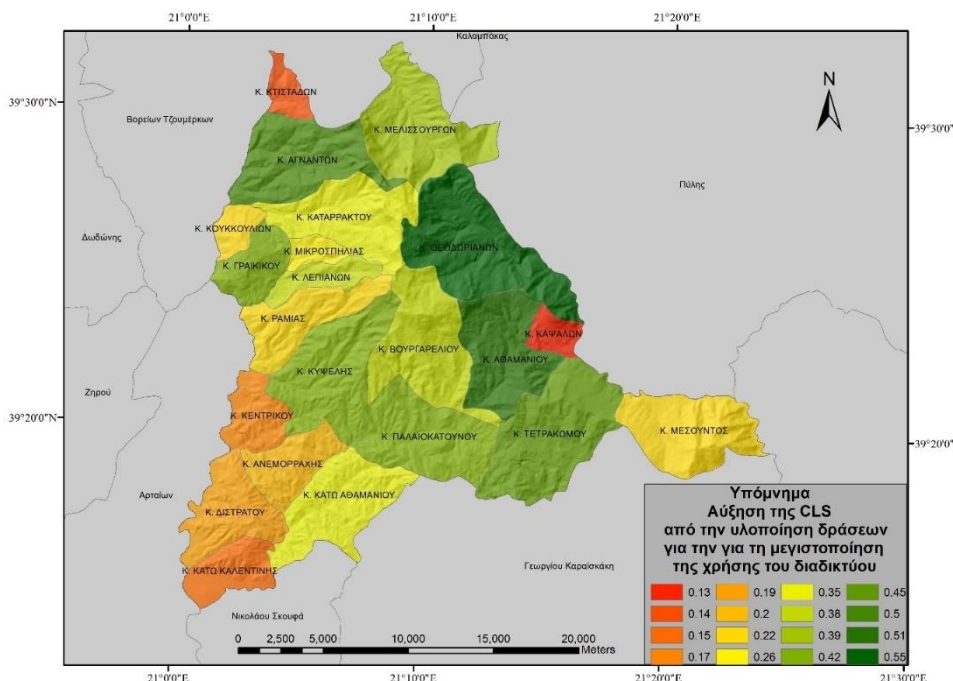 21°0'0"E 21°10'0"E 21°20'0"E
Καλαμπάκας
39°30'0"N
39°30'0"N
N
Κ. ΚΤΙΣΤΑΔΩΝ
Βορείων Τζουμέρκων
Κ. ΜΕΛΙΣΣΟΥΡΓΩΝ
Κ. ΑΓΝΑΝΤΩΝ
Πύλης
Κ. ΚΑΤΑΡΡΑΚΤΟΥ
Κ. ΚΟΥΚΚΟΥΛΙΩΝ
Δωδώνης
Κ. ΘΕΟΔΩΡΙΑΝΩΝ
Κ. ΜΙΚΡΟΣΠΗΛΙΑΣ
Κ. ΓΡΑΙΚΙΚΟΥ
Κ. ΛΕΠΙΑΝΩΝ
Κ. ΡΑΜΙΑΣ
Κ. ΚΑΨΑΛΩΝ
Κ. ΒΟΥΡΓΑΡΕΛΙΟΥ
Κ. ΑΘΑΜΑΝΙΟΥ
Κ. ΚΥΨΕΛΗΣ
Ζηρού
39°20'0"N
39°20'0"N
Κ. ΚΕΝΤΡΙΚΟΥ
Κ. ΜΕΣΟΥΝΤΟΣ
Κ. ΠΑΛΑΙΟΚΑΤΟΥΝΟΥ
Κ. ΤΕΤΡΑΚΩΜΟΥ
Κ. ΑΝΕΜΟΡΡΑΧΗΣ
Αρταίων
Κ. ΚΑΤΩ ΑΘΑΜΑΝΙΟΥ
Κ. ΔΙΣΤΡΑΤΟΥ
Γεωργίου Καραϊσκάκη
Κ. ΚΑΤΩ ΚΑΛΕΝΤΙΝΗΣ
Νικολάου Σκουφά
Υπόμνημα
Αύξηση της CLS
από την υλοποίηση δράσεων
για την για τη μεγιστοποίηση
της χρήσης του διαδικτύου
0.13 0.19 0.35 0.45
0.14 0.2 0.38 0.5
0.15 0.22 0.39 0.51
0.17 0.26 0.42 0.55
0 2,500 5,000 10,000 15,000 20,000
Meters
21°0'0"E 21°10'0"E 21°20'0"E 21°30'0"E